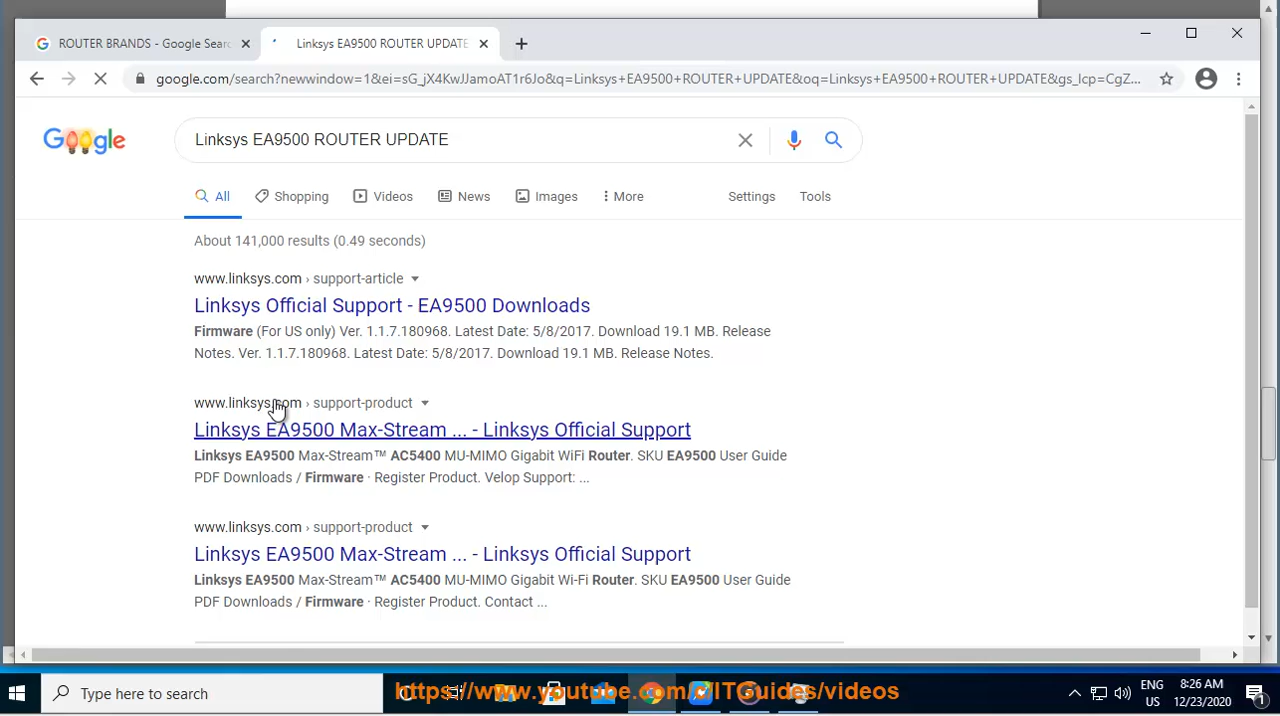 ROUTER BRANDS - Google Sear
Linksys EA9500 ROUTER UPDATE
google.com/search?newwindow=1&ei=sG_jX4KwJJamoAT1r6Jo&q=Linksys+EA9500+ROUTER+UPDATE&oq=Linksys+EA9500+ROUTER+UPDATE&gs_lcp=CgZ...
Google
Linksys EA9500 ROUTER UPDATE
All Shopping Videos News Images More Settings Tools
About 141,000 results (0.49 seconds)
www.linksys.com › support-article
Linksys Official Support - EA9500 Downloads
Firmware (For US only) Ver. 1.1.7.180968. Latest Date: 5/8/2017. Download 19.1 MB. Release
Notes. Ver. 1.1.7.180968. Latest Date: 5/8/2017. Download 19.1 MB. Release Notes.
www.linksys.com › support-product
Linksys EA9500 Max-Stream ... - Linksys Official Support
Linksys EA9500 Max-Stream™ AC5400 MU-MIMO Gigabit WiFi Router. SKU EA9500 User Guide
PDF Downloads / Firmware · Register Product. Velop Support: ...
www.linksys.com › support-product
Linksys EA9500 Max-Stream ... - Linksys Official Support
Linksys EA9500 Max-Stream™ AC5400 MU-MIMO Gigabit Wi-Fi Router. SKU EA9500 User Guide
PDF Downloads / Firmware · Register Product. Contact ...
Type here to search
https://www.youtube.com/c/ITGuides/videos
ENG
US
8:26 AM
12/23/2020
1